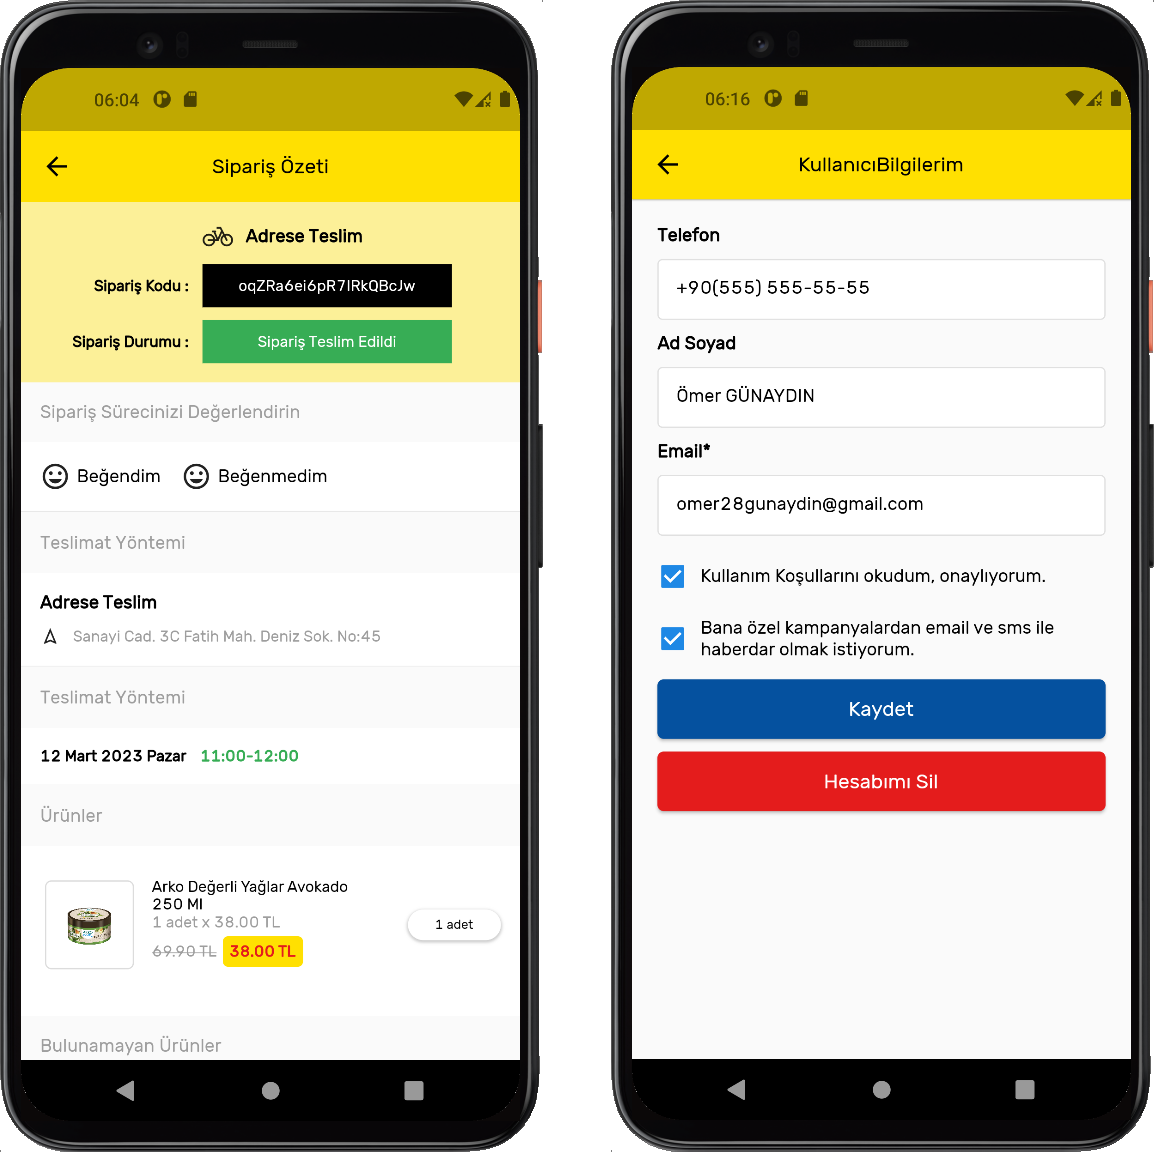 06:04
Sipariş Özeti
Adrese Teslim
Sipariş Kodu :
oqZRa6ei6pR7IRkQBcJw
Sipariş Durumu :
Sipariş Teslim Edildi
Sipariş Sürecinizi Değerlendirin
Beğendim
Beğenmedim
Teslimat Yöntemi
Adrese Teslim
Sanayi Cad. 3C Fatih Mah. Deniz Sok. No:45
Teslimat Yöntemi
12 Mart 2023 Pazar 11:00-12:00
Ürünler
Arko Değerli Yağlar Avokado
250 Ml
1 adet x 38.00 TL
69.90 TL 38.00 TL
1 adet
Bulunamayan Ürünler
06:16
KullanıcıBilgilerim
Telefon
+90(555) 555-55-55
Ad Soyad
Ömer GÜNAYDIN
Email*
omer28gunaydin@gmail.com
Kullanım Koşullarını okudum, onaylıyorum.
Bana özel kampanyalardan email ve sms ile
haberdar olmak istiyorum.
Kaydet
Hesabımı Sil